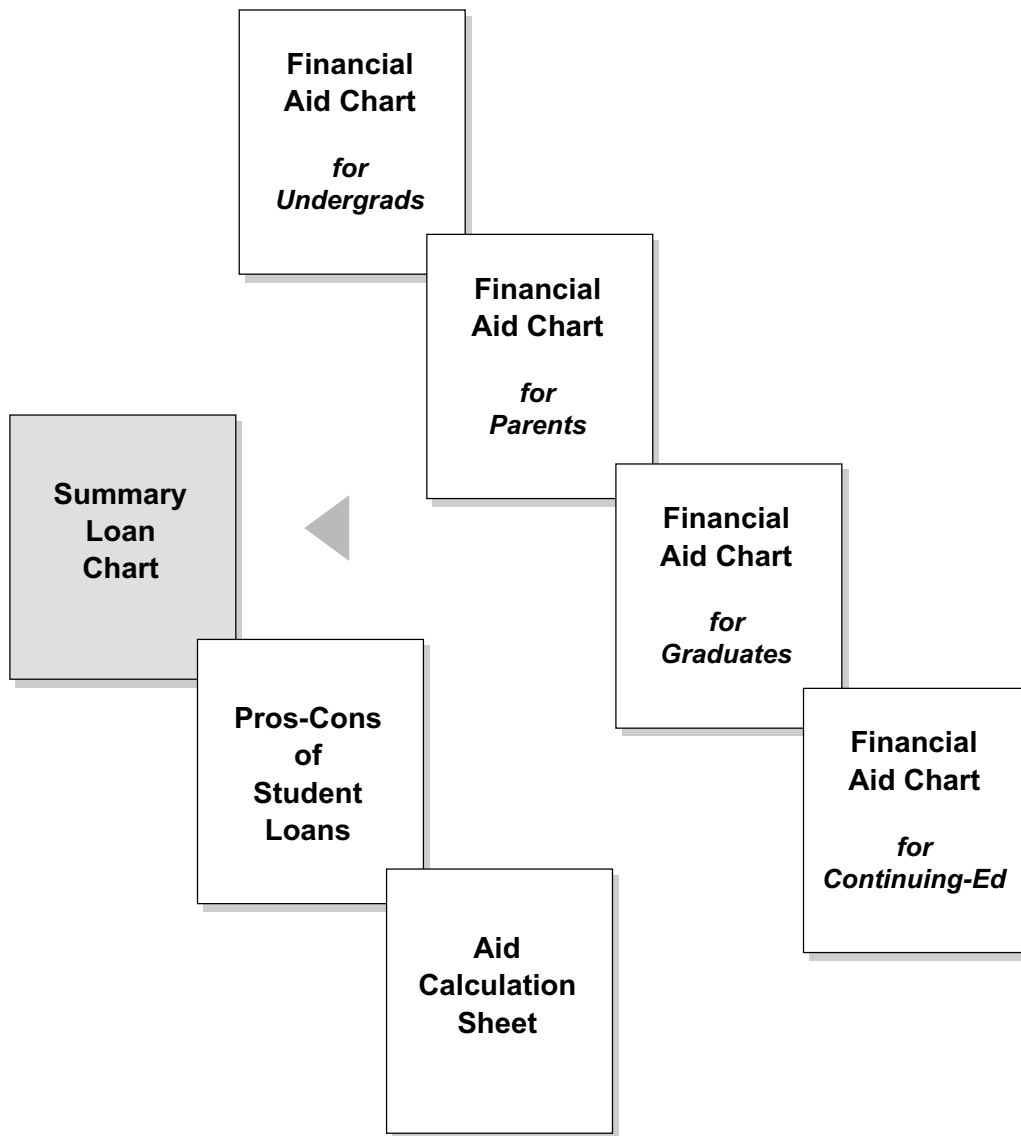 Financial
Aid Chart
for
Undergrads
Financial
Aid Chart
for
Parents
Financial
Aid Chart
for
Graduates
Financial
Aid Chart
for
Continuing-Ed
Summary
Loan
Chart
Pros-Cons
of
Student
Loans
Aid
Calculation
Sheet